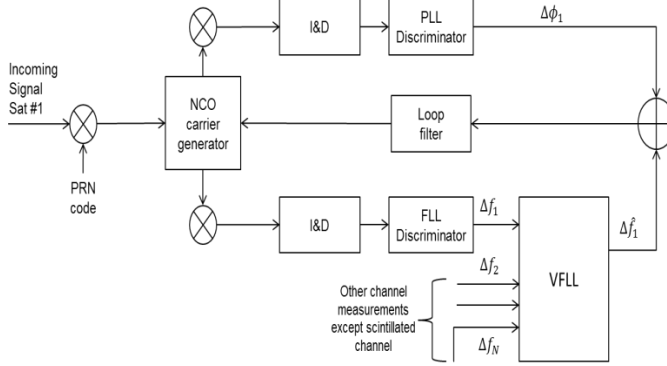 PLL
Discriminator
I&D
Δϕ₁
Incoming
Signal
Sat #1
NCO
carrier
generator
Loop
filter
PRN
code
I&D
FLL
Discriminator
Δf₁
Δf̂₁
Δf₂
VFLL
Other channel
measurements
except scintillated
channel
Δf_N